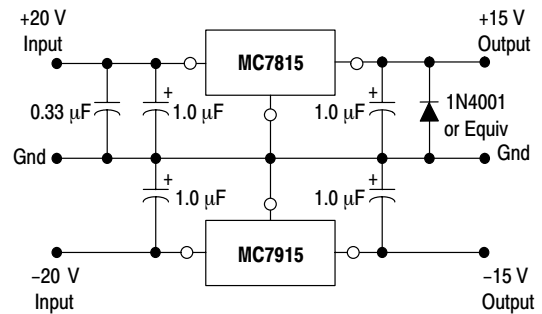 +20 V
Input
+15 V
Output
MC7815
0.33 μF
+
1.0 μF
1.0 μF
+
1N4001
or Equiv
Gnd
Gnd
+
1.0 μF
1.0 μF
+
MC7915
−20 V
Input
−15 V
Output